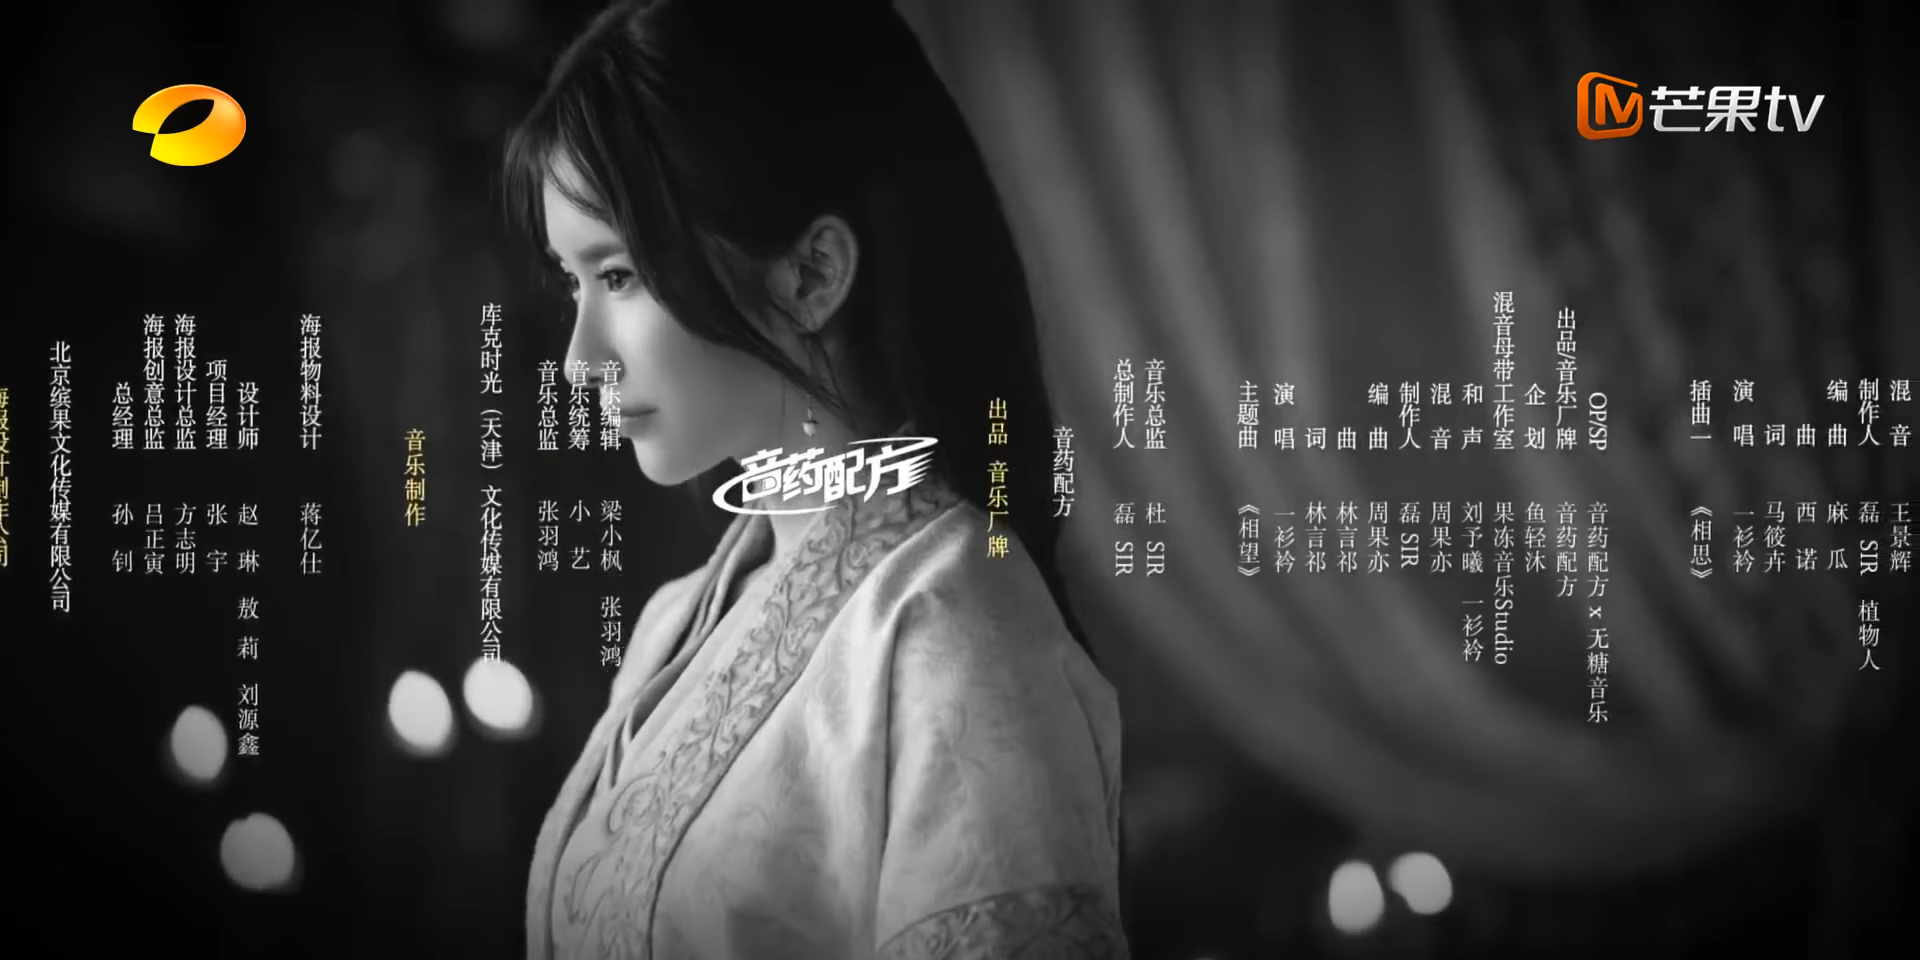 芒果tv
北京缤果文化传媒有限公司
总经理 孙钊
海报创意总监 吕正寅
海报设计总监 方志明
项目经理 张宇
设计师 赵琳 敖莉 刘源鑫
海报物料设计 蒋亿仕
音乐制作
库克时光（天津）文化传媒有限公司
音乐总监 张羽鸿
音乐统筹 小艺
音乐编辑 梁小枫 张羽鸿
音药配方
出品 音乐厂牌
音药配方
总制作人 磊 SIR
音乐总监 杜 SIR
主题曲 《相望》
演唱 一衫衿
词 林言祁
曲 林言祁
编曲 周果亦
制作人 磊 SIR
混音 周果亦
和声 刘予曦 一衫衿
混音母带工作室 果冻音乐Studio
企划 鱼轻沐
出品/音乐厂牌 音药配方
OP/SP 音药配方 x 无糖音乐
插曲一 《相思》
演唱 一衫衿
词 马筱卉
曲 西诺
编曲 麻瓜
制作人 磊 SIR 植物人
混音 王景辉